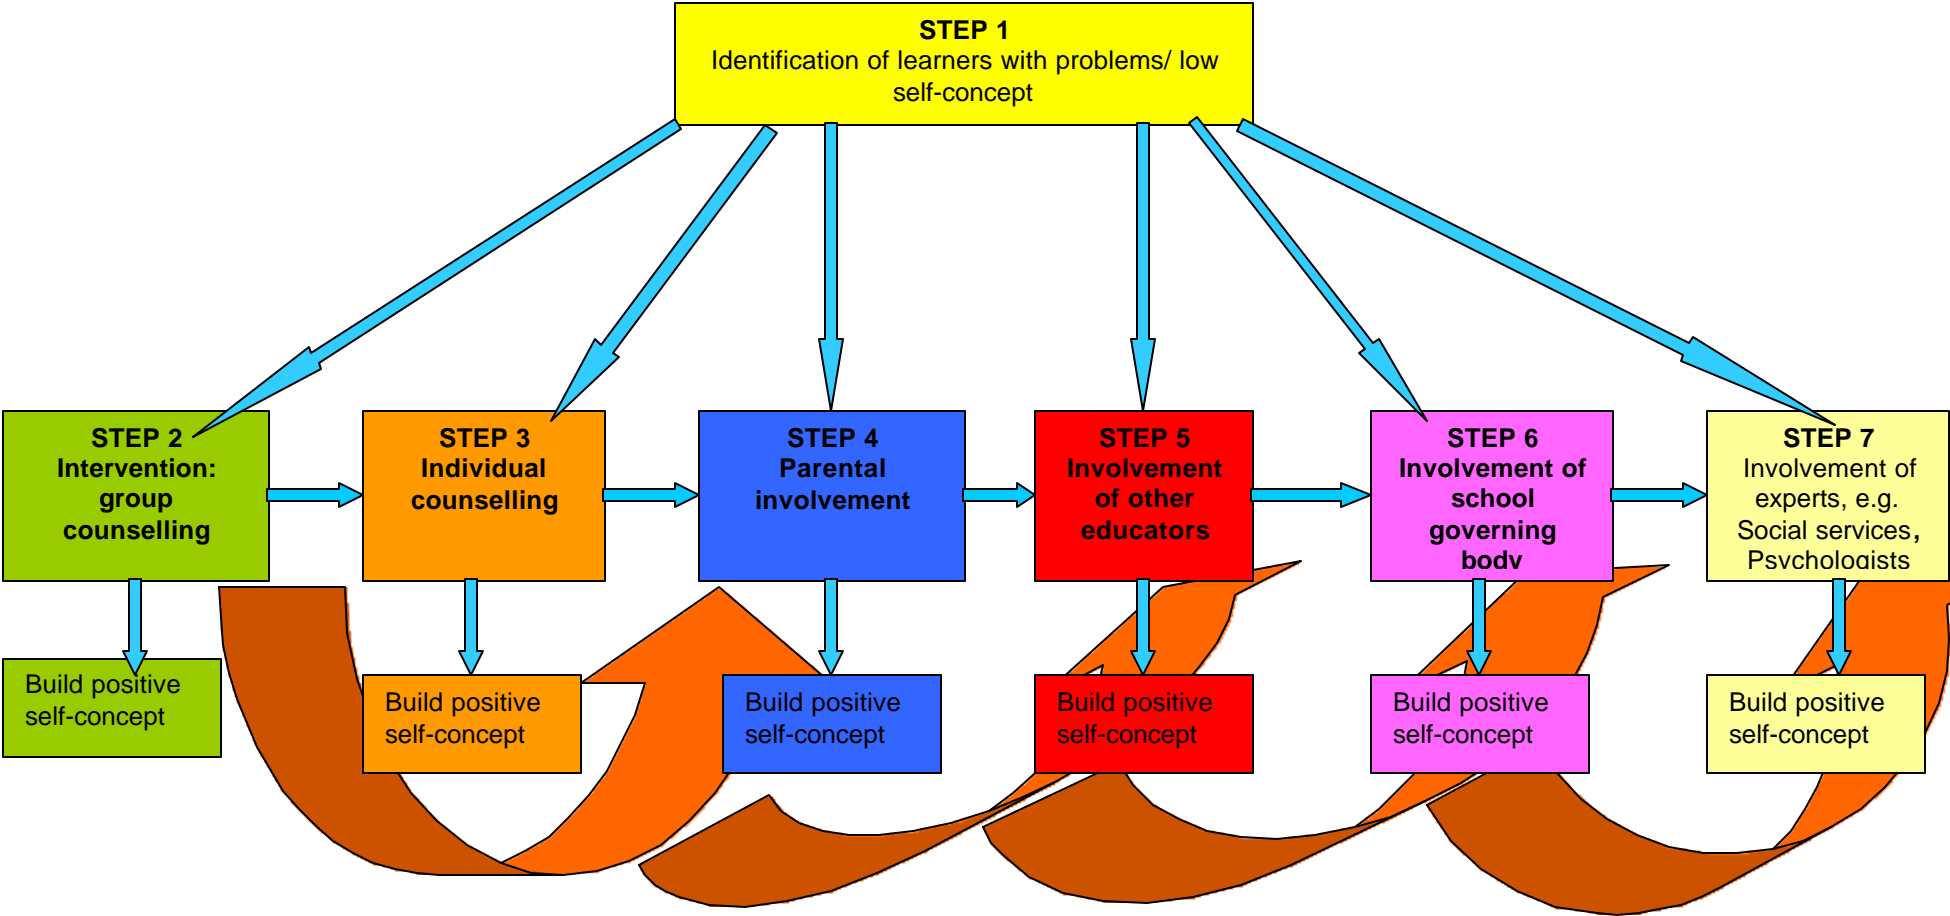 STEP 1
Identification of learners with problems/ low
self-concept
STEP 2
Intervention:
group
counselling
STEP 3
Individual
counselling
STEP 4
Parental
involvement
STEP 5
Involvement
of other
educators
STEP 6
Involvement of
school
governing
body
STEP 7
Involvement of
experts, e.g.
Social services,
Psychologists
Build positive
self-concept
Build positive
self-concept
Build positive
self-concept
Build positive
self-concept
Build positive
self-concept
Build positive
self-concept